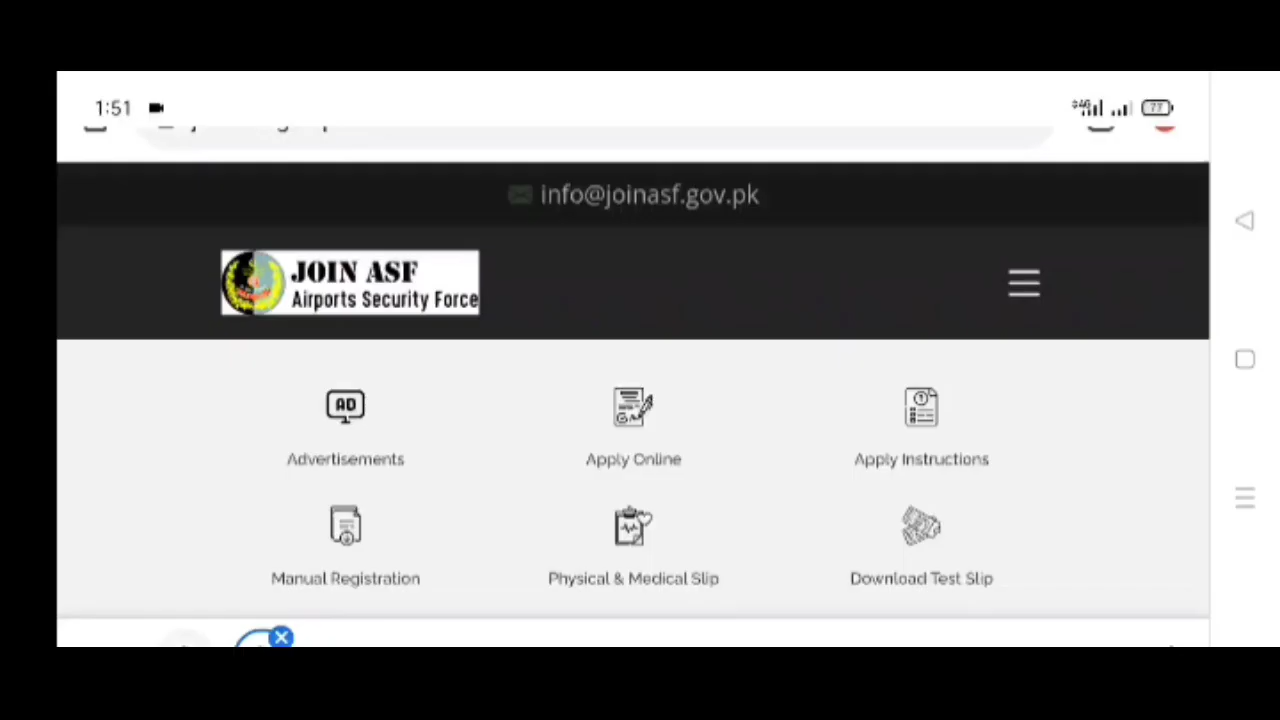 1:51
77
info@joinasf.gov.pk
JOIN ASF
Airports Security Force
AD
Advertisements
Apply Online
Apply Instructions
Manual Registration
Physical & Medical Slip
Download Test Slip